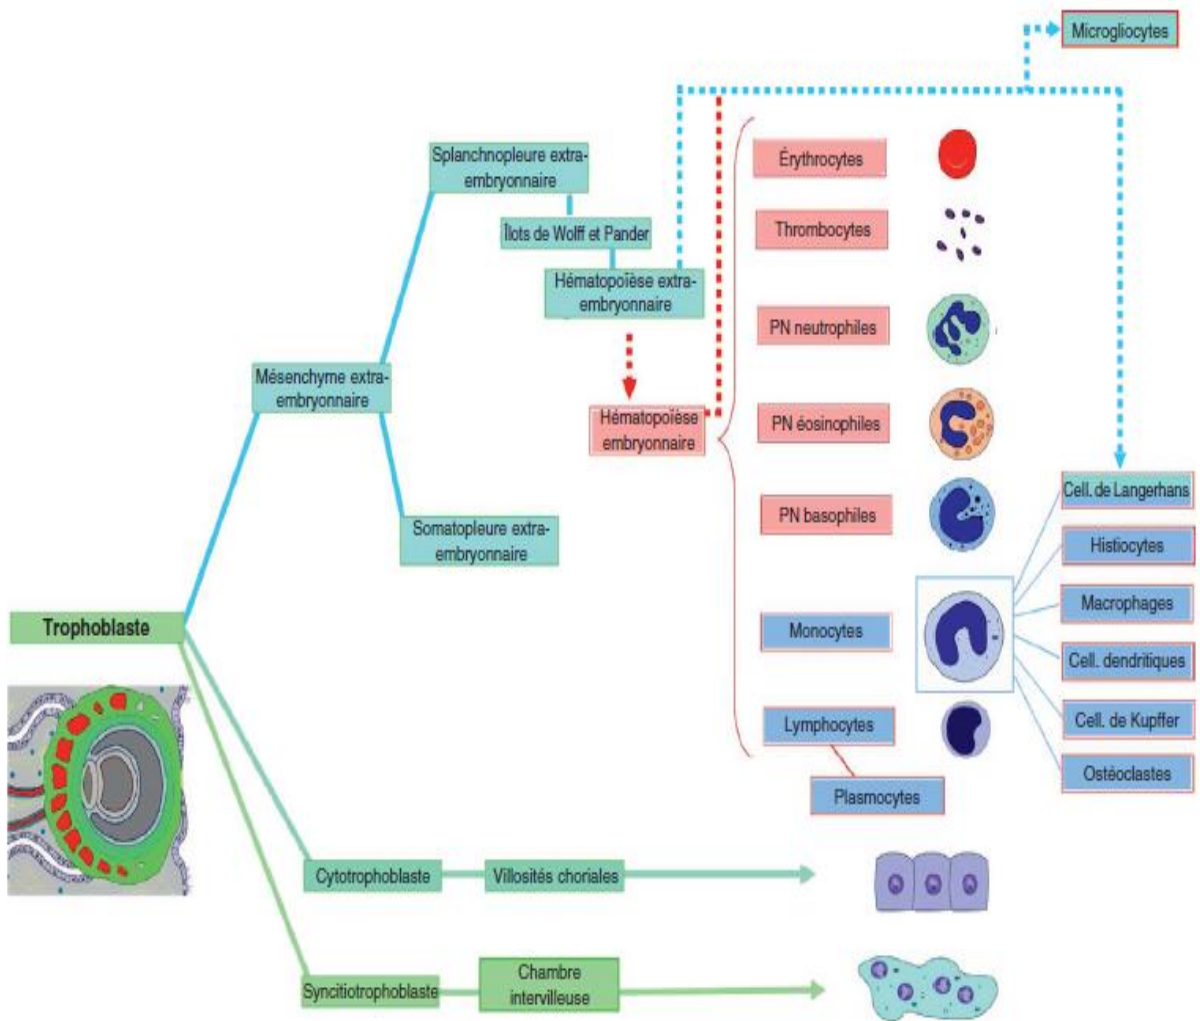 Microgliocytes
Splanchnopleure extra-
embryonnaire
Érythrocytes
Îlots de Wolff et Pander
Thrombocytes
Hématopoïèse extra-
embryonnaire
PN neutrophiles
Mésenchyme extra-
embryonnaire
Hématopoïèse
embryonnaire
PN éosinophiles
Somatopleure extra-
embryonnaire
PN basophiles
Cell. de Langerhans
Histiocytes
Macrophages
Trophoblaste
Monocytes
Cell. dendritiques
Cell. de Kupffer
Lymphocytes
Ostéoclastes
Plasmocytes
Cytotrophoblaste
Villosités choriales
Syncitiotrophoblaste
Chambre
intervilleuse